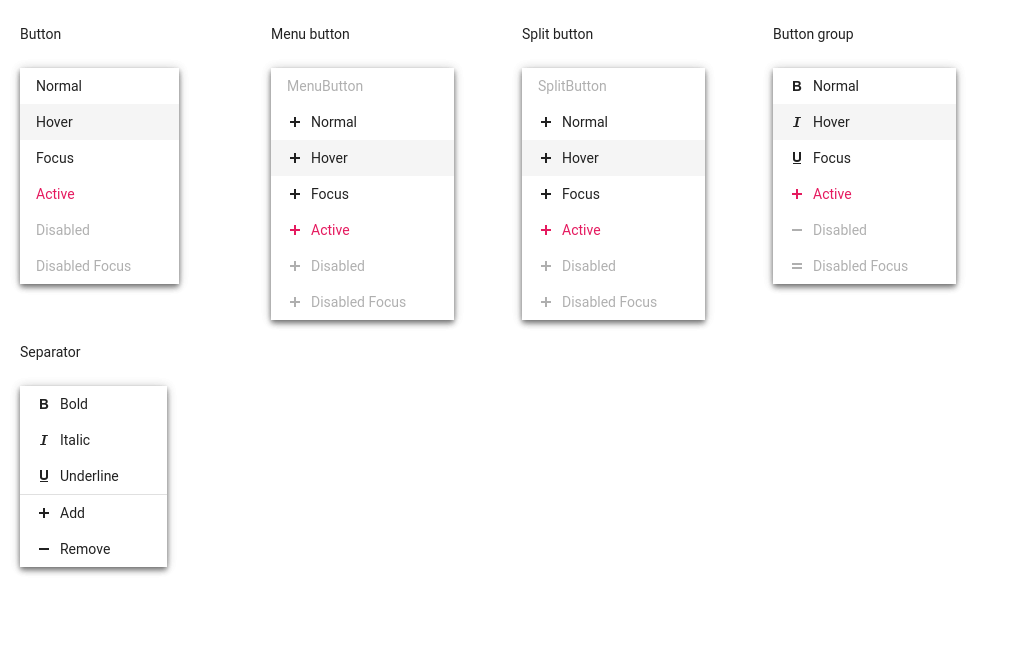 Button
Normal
Hover
Focus
Active
Disabled
Disabled Focus
Menu button
MenuButton
Normal
Hover
Focus
Active
Disabled
Disabled Focus
Split button
SplitButton
Normal
Hover
Focus
Active
Disabled
Disabled Focus
Button group
B Normal
I Hover
U Focus
Active
Disabled
Disabled Focus
Separator
B Bold
I Italic
U Underline
Add
Remove